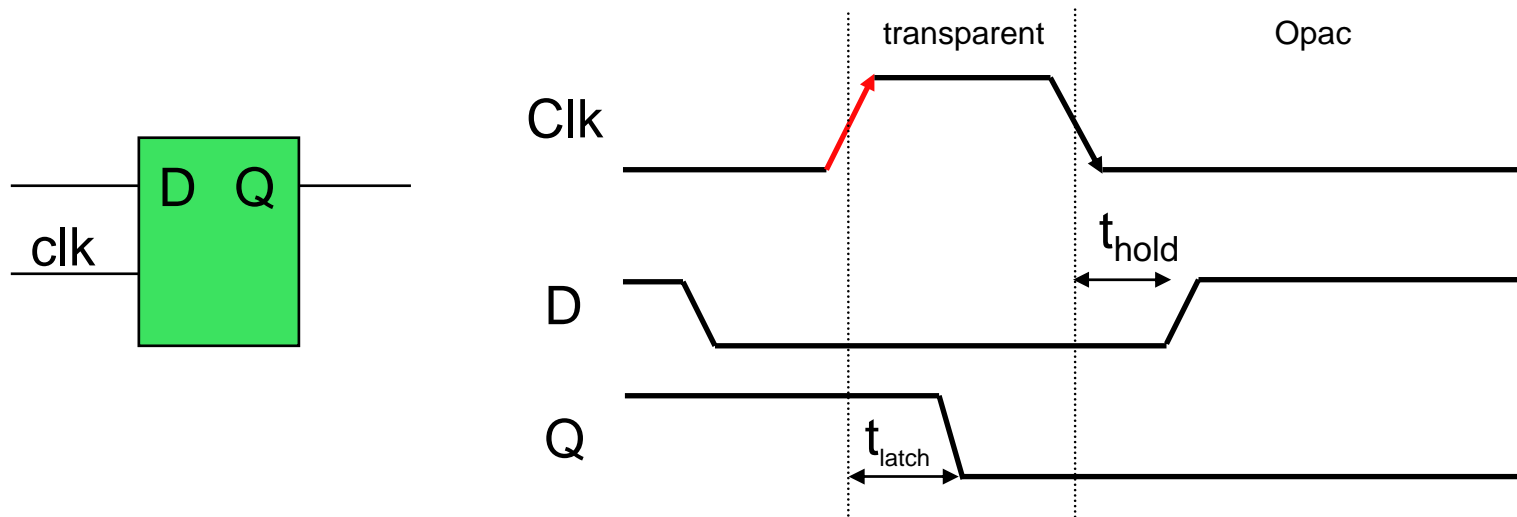 D Q
clk
transparent
Opac
Clk
t_hold
D
Q
t_latch